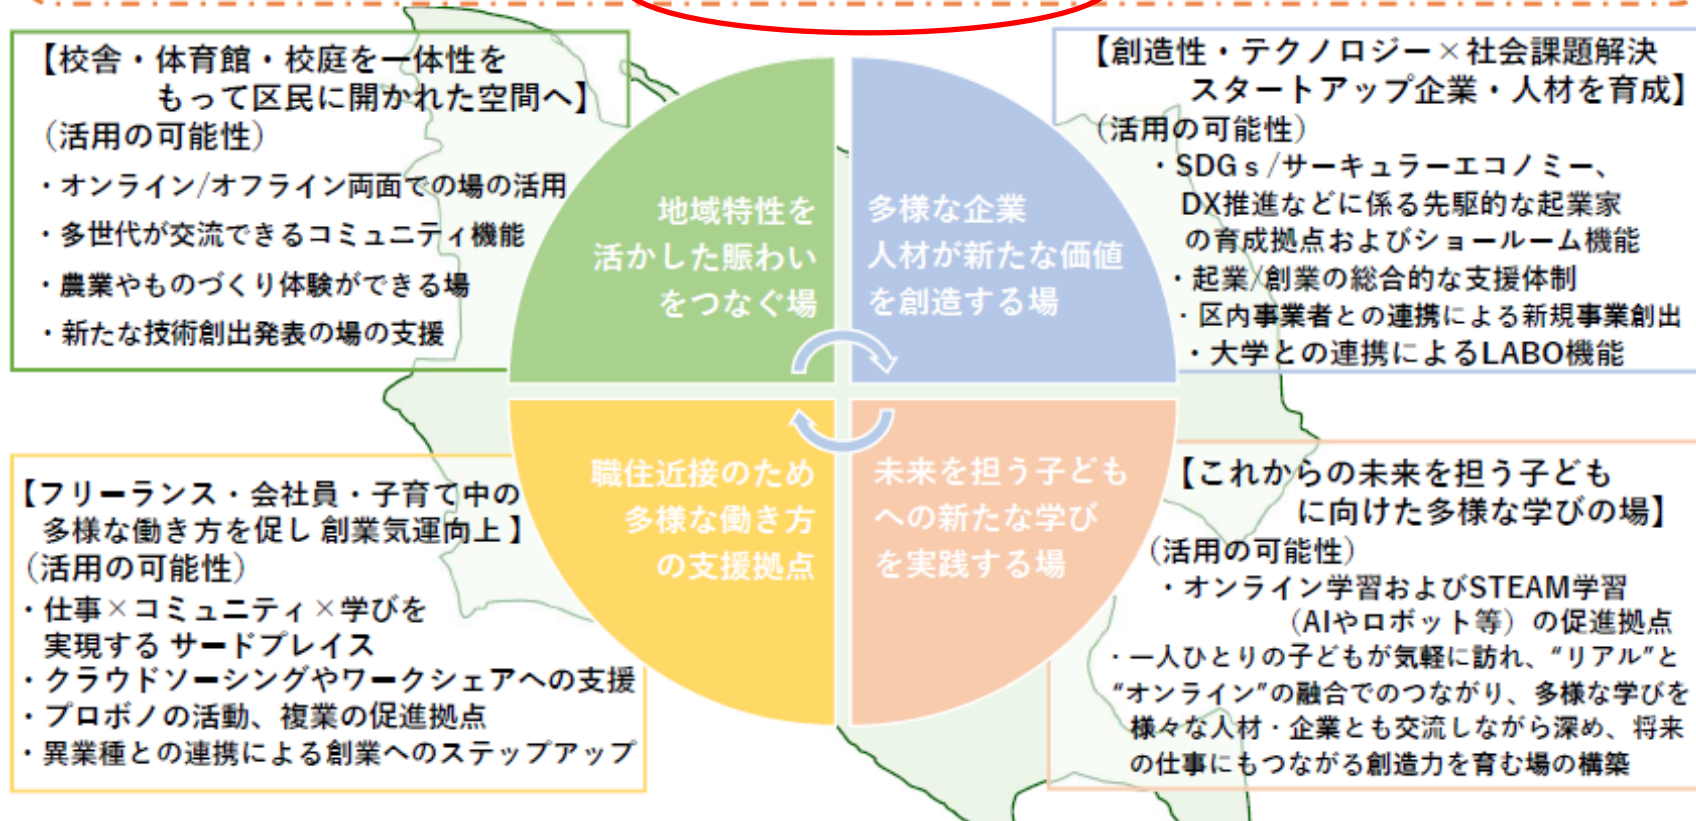 【校舎・体育館・校庭を一体性を
もって区民に開かれた空間へ】
（活用の可能性）
・オンライン/オフライン両面での場の活用
・多世代が交流できるコミュニティ機能
・農業やものづくり体験ができる場
・新たな技術創出発表の場の支援
地域特性を
活かした賑わい
をつなぐ場
多様な企業
人材が新たな価値
を創造する場
【創造性・テクノロジー×社会課題解決
スタートアップ企業・人材を育成】
（活用の可能性）
・SDGｓ/サーキュラーエコノミー、
DX推進などに係る先駆的な起業家
の育成拠点およびショールーム機能
・起業/創業の総合的な支援体制
・区内事業者との連携による新規事業創出
・大学との連携によるLABO機能
【フリーランス・会社員・子育て中の
多様な働き方を促し 創業気運向上 】
（活用の可能性）
・仕事×コミュニティ×学びを
実現する サードプレイス
・クラウドソーシングやワークシェアへの支援
・プロボノの活動、複業の促進拠点
・異業種との連携による創業へのステップアップ
職住近接のため
多様な働き方
の支援拠点
未来を担う子ども
への新たな学び
を実践する場
【これからの未来を担う子ども
に向けた多様な学びの場】
（活用の可能性）
・オンライン学習およびSTEAM学習
（AIやロボット等）の促進拠点
・一人ひとりの子どもが気軽に訪れ、“リアル”と
“オンライン”の融合でのつながり、多様な学びを
様々な人材・企業とも交流しながら深め、将来
の仕事にもつながる創造力を育む場の構築